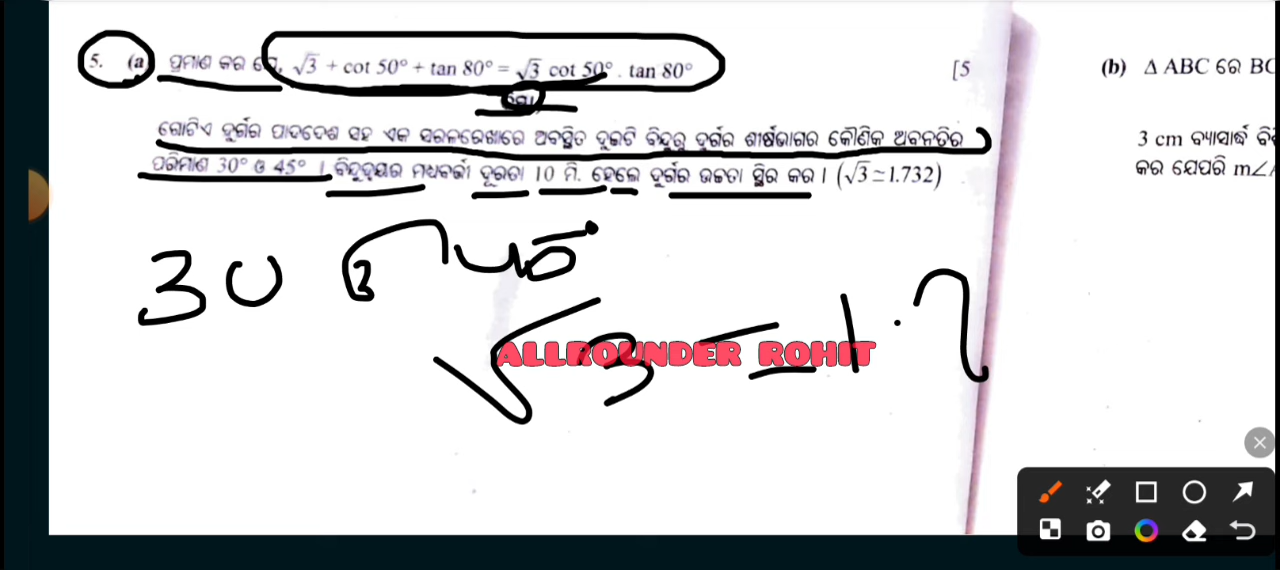 5. (a) ପ୍ରମାଣ କର ଯେ, √3 + cot 50° + tan 80° = √3 cot 50° . tan 80° [5
ଗୋଟିଏ ଦୁର୍ଗର ପାଦଦେଶ ସହ ଏକ ସରଳରେଖାରେ ଅବସ୍ଥିତ ଦୁଇଟି ବିନ୍ଦୁରୁ ଦୁର୍ଗର ଶୀର୍ଷଭାଗର କୌଣିକ ଅବନତିର
ପରିମାଣ 30° ଓ 45° । ବିନ୍ଦୁଦ୍ୱୟର ମଧ୍ୟବର୍ତ୍ତୀ ଦୂରତା 10 ମି. ହେଲେ ଦୁର୍ଗର ଉଚ୍ଚତା ସ୍ଥିର କର । (√3 ≃ 1.732)
(b) Δ ABC ରେ BC
3 cm ବ୍ୟାସାର୍ଦ୍ଧ
କର ଯେପରି m∠
30 ଓ 45°
√3 = 1.7
ALLROUNDER ROHIT